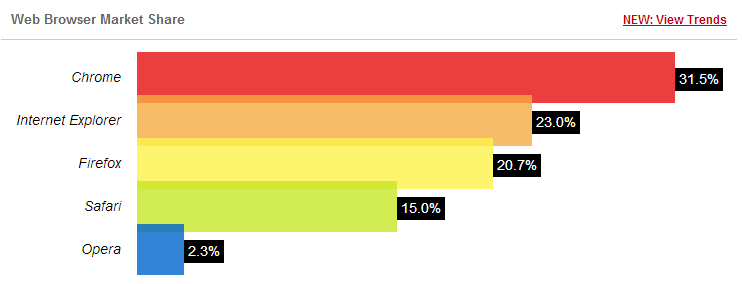 Web Browser Market Share NEW: View Trends
Chrome 31.5%
Internet Explorer 23.0%
Firefox 20.7%
Safari 15.0%
Opera 2.3%